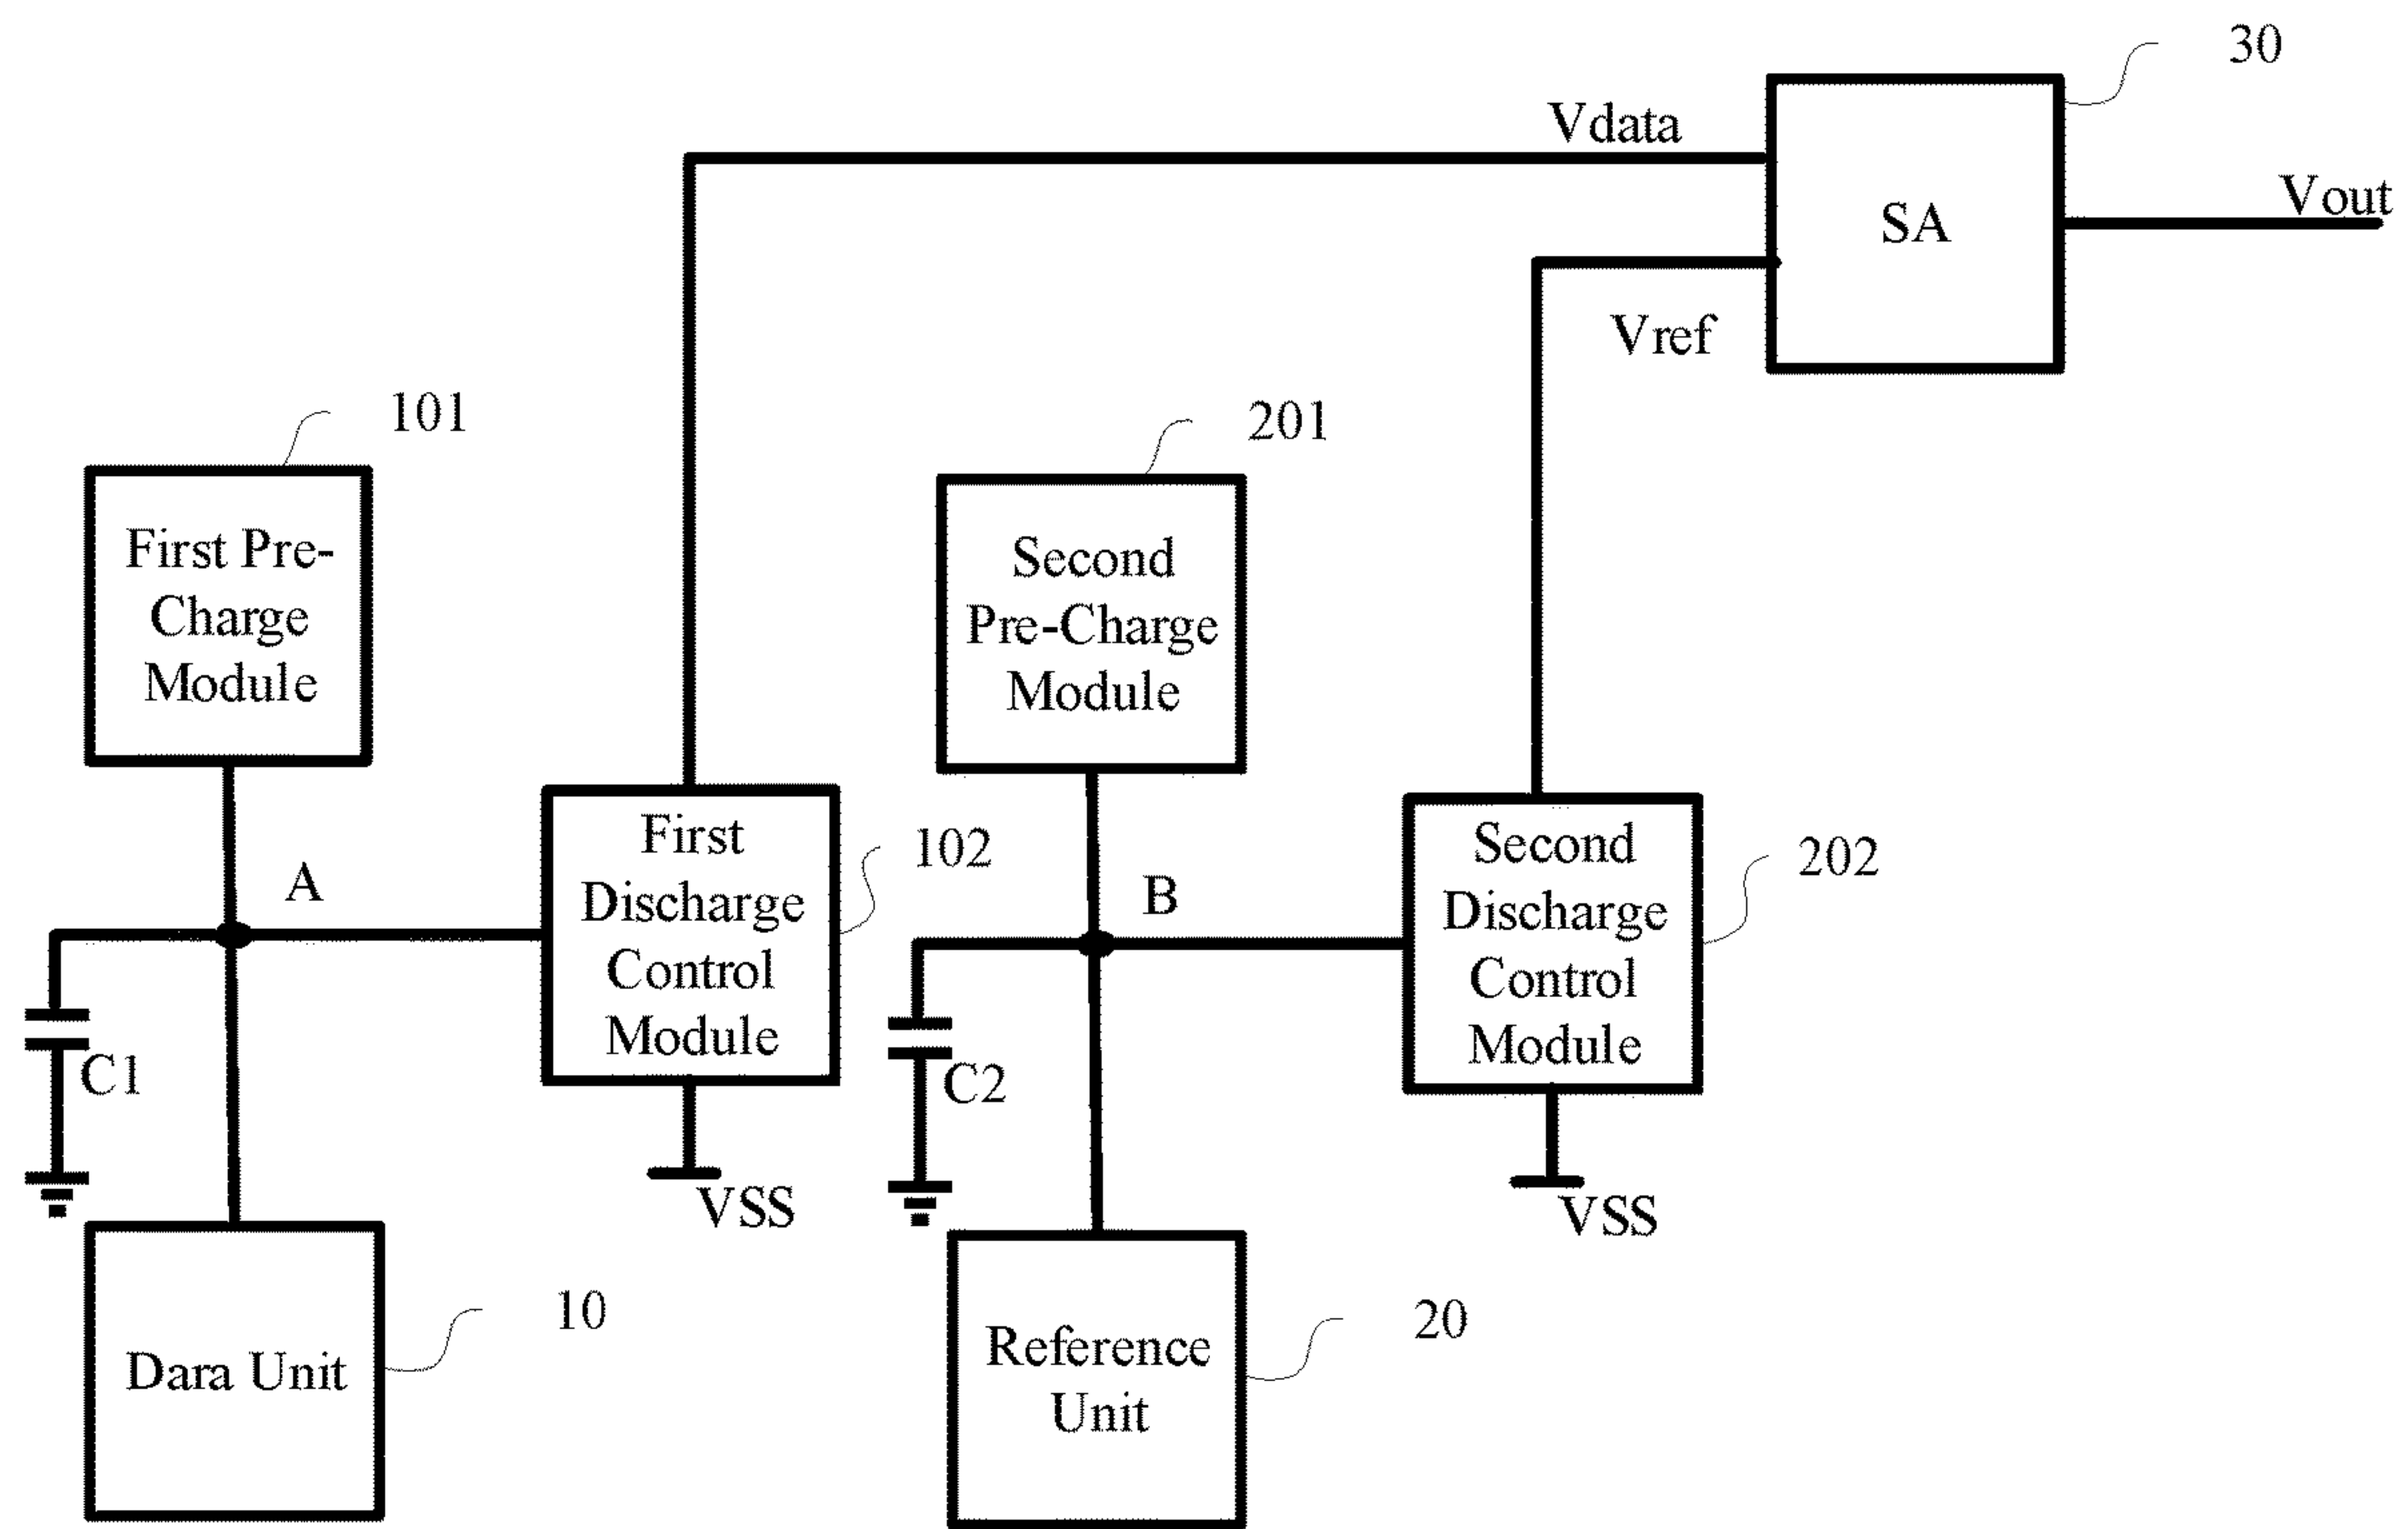 30
Vdata
Vout
SA
Vref
101
201
First Pre-
Charge
Module
Second
Pre-Charge
Module
First
Discharge
Control
Module
102
Second
Discharge
Control
Module
202
A
B
C1
C2
VSS
VSS
10
20
Dara Unit
Reference
Unit